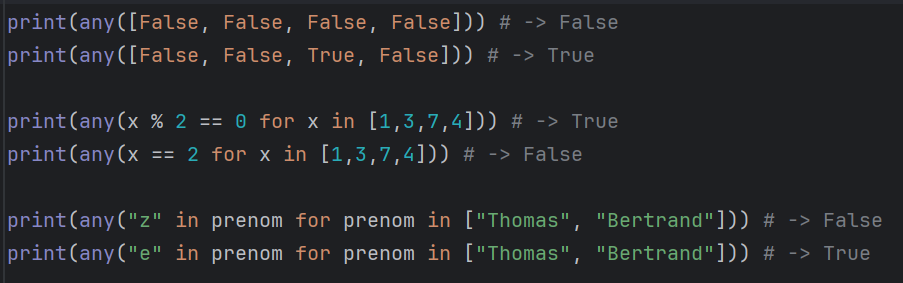 print(any([False, False, False, False])) # -> False
print(any([False, False, True, False])) # -> True
print(any(x % 2 == 0 for x in [1,3,7,4])) # -> True
print(any(x == 2 for x in [1,3,7,4])) # -> False
print(any("z" in prenom for prenom in ["Thomas", "Bertrand"])) # -> False
print(any("e" in prenom for prenom in ["Thomas", "Bertrand"])) # -> True